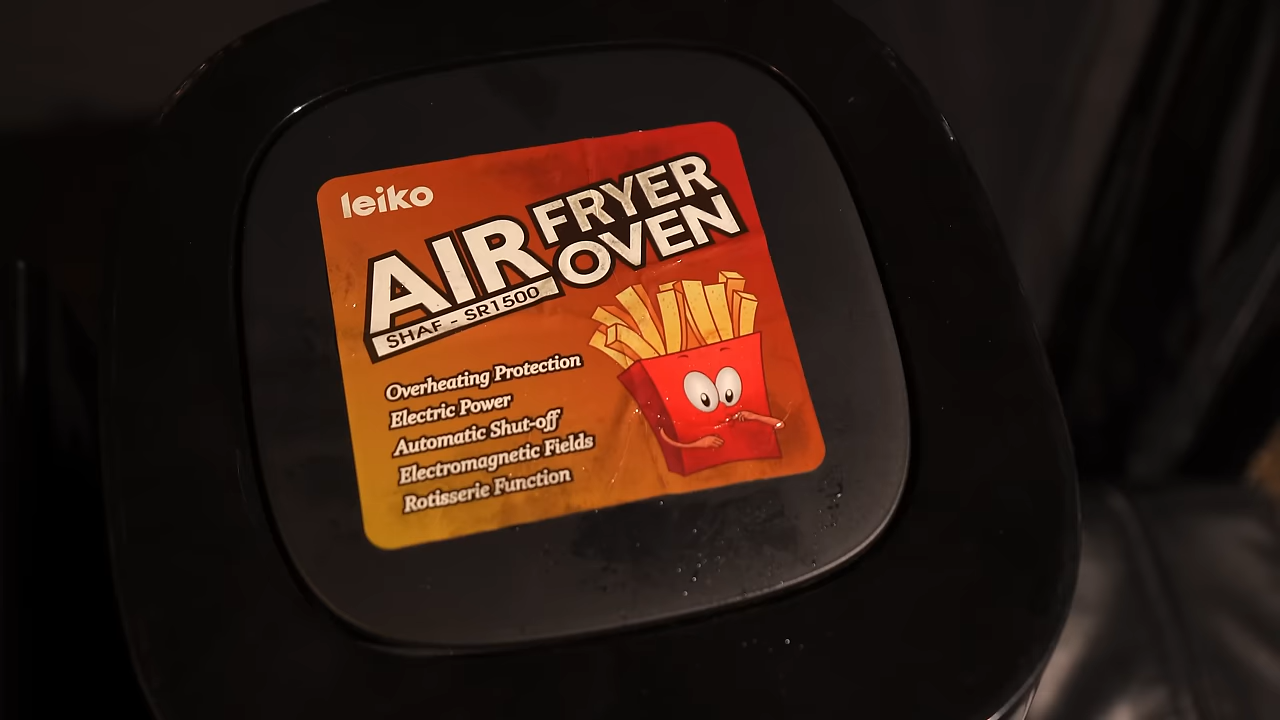 leiko
AIR FRYER OVEN
SHAF - SR1500
Overheating Protection
Electric Power
Automatic Shut-off
Electromagnetic Fields
Rotisserie Function